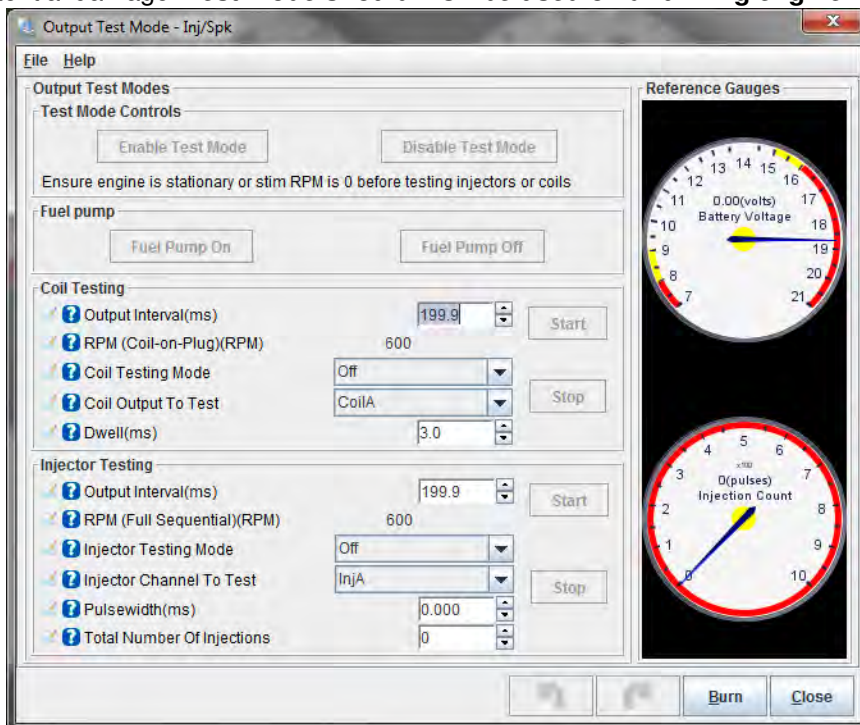 Output Test Mode - Inj/Spk
File Help
Output Test Modes
Test Mode Controls
Enable Test Mode
Disable Test Mode
Ensure engine is stationary or stim RPM is 0 before testing injectors or coils
Fuel pump
Fuel Pump On
Fuel Pump Off
Coil Testing
Output Interval(ms) 199.9
Start
RPM (Coil-on-Plug)(RPM) 600
Coil Testing Mode Off
Coil Output To Test CoilA
Stop
Dwell(ms) 3.0
Injector Testing
Output Interval(ms) 199.9
Start
RPM (Full Sequential)(RPM) 600
Injector Testing Mode Off
Injector Channel To Test InjA
Stop
Pulsewidth(ms) 0.000
Total Number Of Injections 0
Reference Gauges
7 8 9 10 11 12 13 14 15 16 17 18 19 20 21
0.00(volts)
Battery Voltage
0 1 2 3 4 5 6 7 8 9 10
x100
0(pulses)
Injection Count
Burn
Close